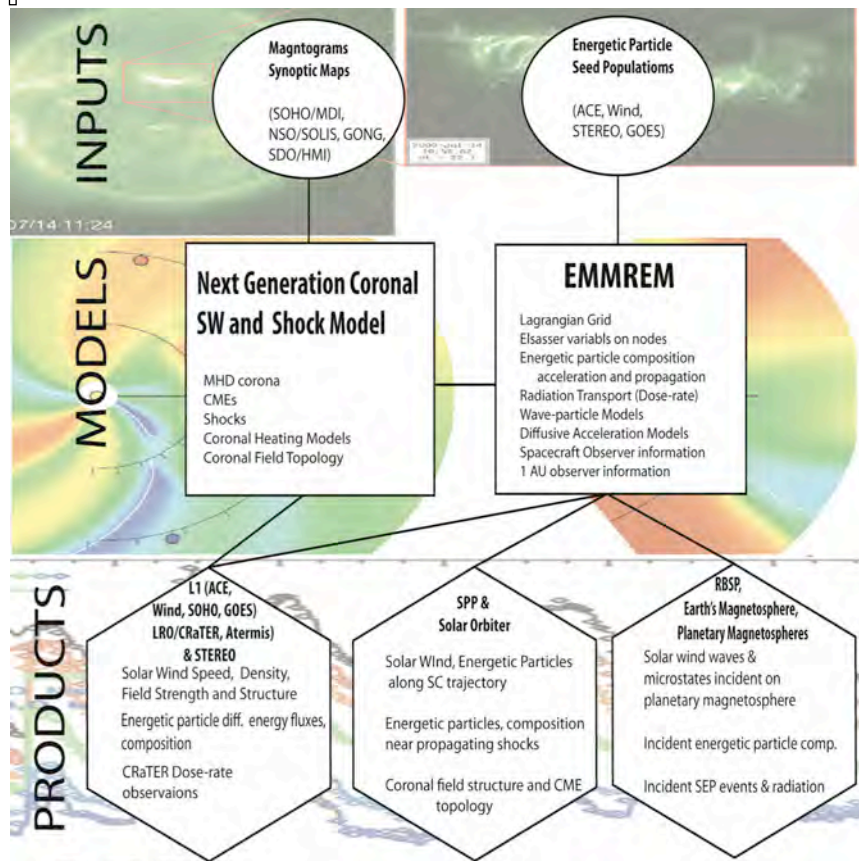 INPUTS
Magntograms
Synoptic Maps
(SOHO/MDI,
NSO/SOLIS, GONG,
SDO/HMI)
Energetic Particle
Seed Populatioms
(ACE, Wind,
STEREO, GOES)
07/14 11:24
MODELS
Next Generation Coronal
SW and Shock Model
MHD corona
CMEs
Shocks
Coronal Heating Models
Coronal Field Topology
EMMREM
Lagrangian Grid
Elsasser variabls on nodes
Energetic particle composition
acceleration and propagation
Radiation Transport (Dose-rate)
Wave-particle Models
Diffusive Acceleration Models
Spacecraft Observer information
1 AU observer information
PRODUCTS
L1 (ACE,
Wind, SOHO, GOES)
LRO/CRaTER, Atermis)
& STEREO
Solar Wind Speed, Density,
Field Strength and Structure
Energetic particle diff. energy fluxes,
composition
CRaTER Dose-rate
observaions
SPP &
Solar Orbiter
Solar WInd, Energetic Particles
along SC trajectory
Energetic particles, composition
near propagating shocks
Coronal field structure and CME
topology
RBSP,
Earth's Magnetosphere,
Planetary Magnetospheres
Solar wind waves &
microstates incident on
planetary magnetosphere
Incident energetic particle comp.
Incident SEP events & radiation